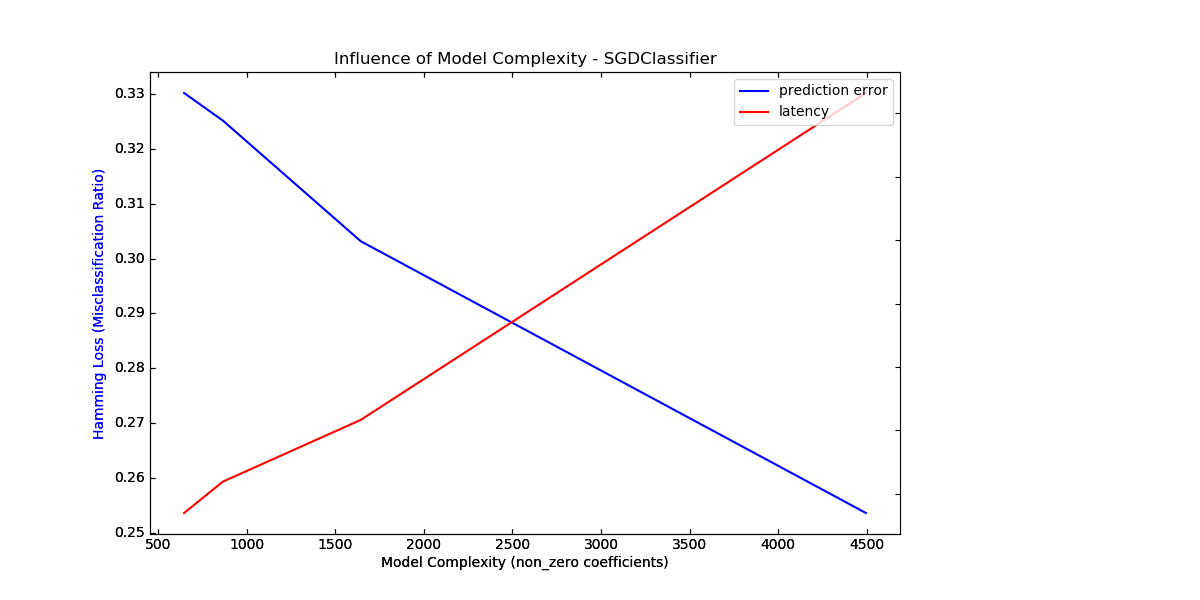 Influence of Model Complexity - SGDClassifier
prediction error
latency
Hamming Loss (Misclassification Ratio)
0.33
0.32
0.31
0.30
0.29
0.28
0.27
0.26
0.25
500 1000 1500 2000 2500 3000 3500 4000 4500
Model Complexity (non_zero coefficients)